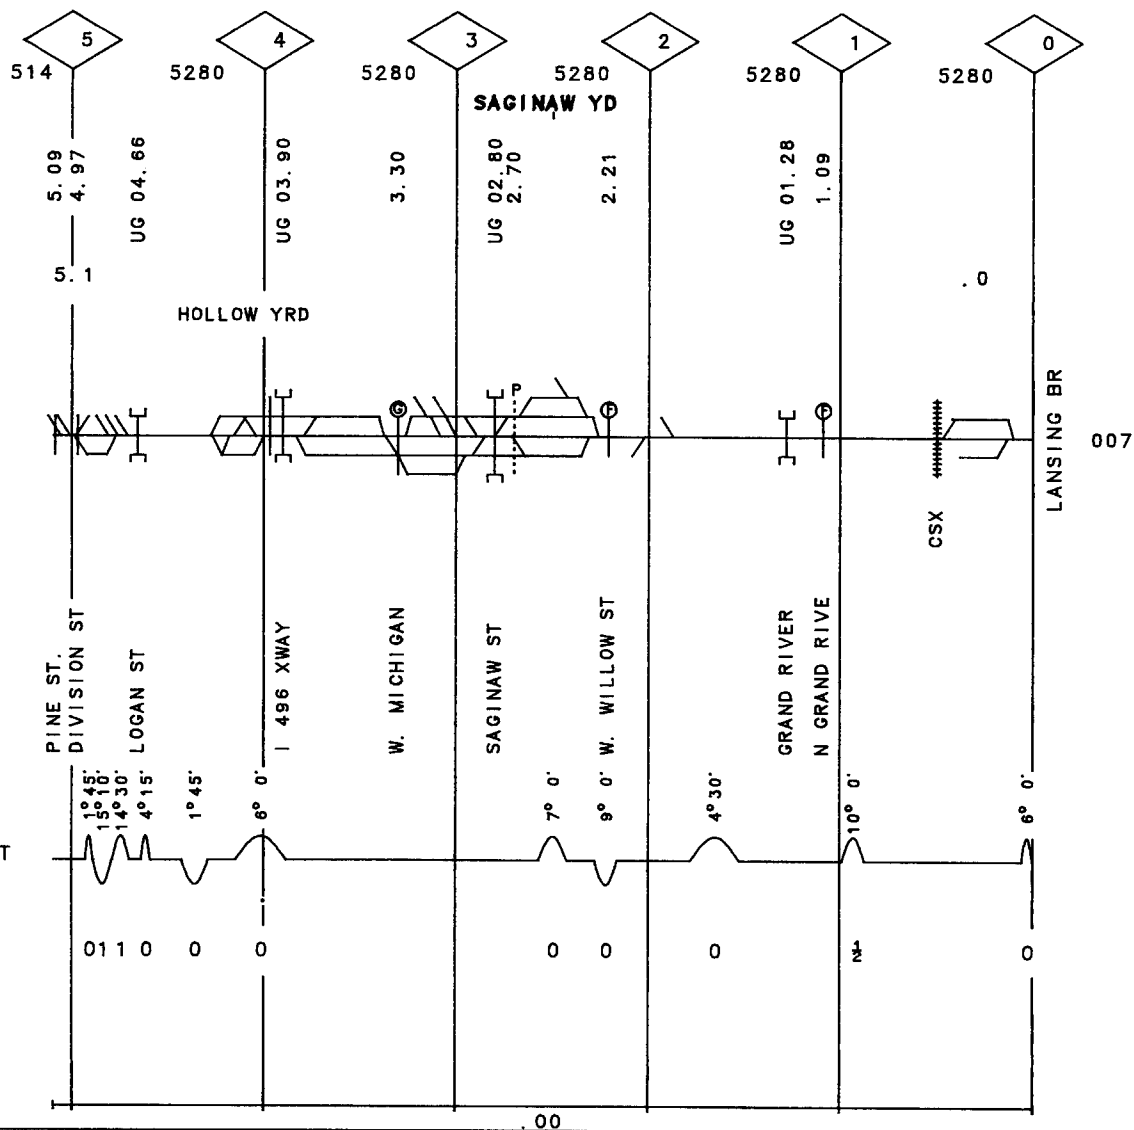 5 4 3 2 1 0
514 5280 5280 5280 5280 5280
SAGINAW YD
5.09
4.97
UG 04.66
UG 03.90
3.30
UG 02.80
2.70
2.21
UG 01.28
1.09
5.1
.0
HOLLOW YRD
P
G
F
F
LANSING BR
007
CSX
PINE ST.
DIVISION ST
LOGAN ST
I 496 XWAY
W. MICHIGAN
SAGINAW ST
W. WILLOW ST
GRAND RIVER
N GRAND RIVE
1°45'
15°10'
14°30'
4°15'
1°45'
6° 0'
7° 0'
9° 0'
4°30'
10° 0'
6° 0'
T
0 1 1 0 0 0 0 0 0 ½ 0
.00